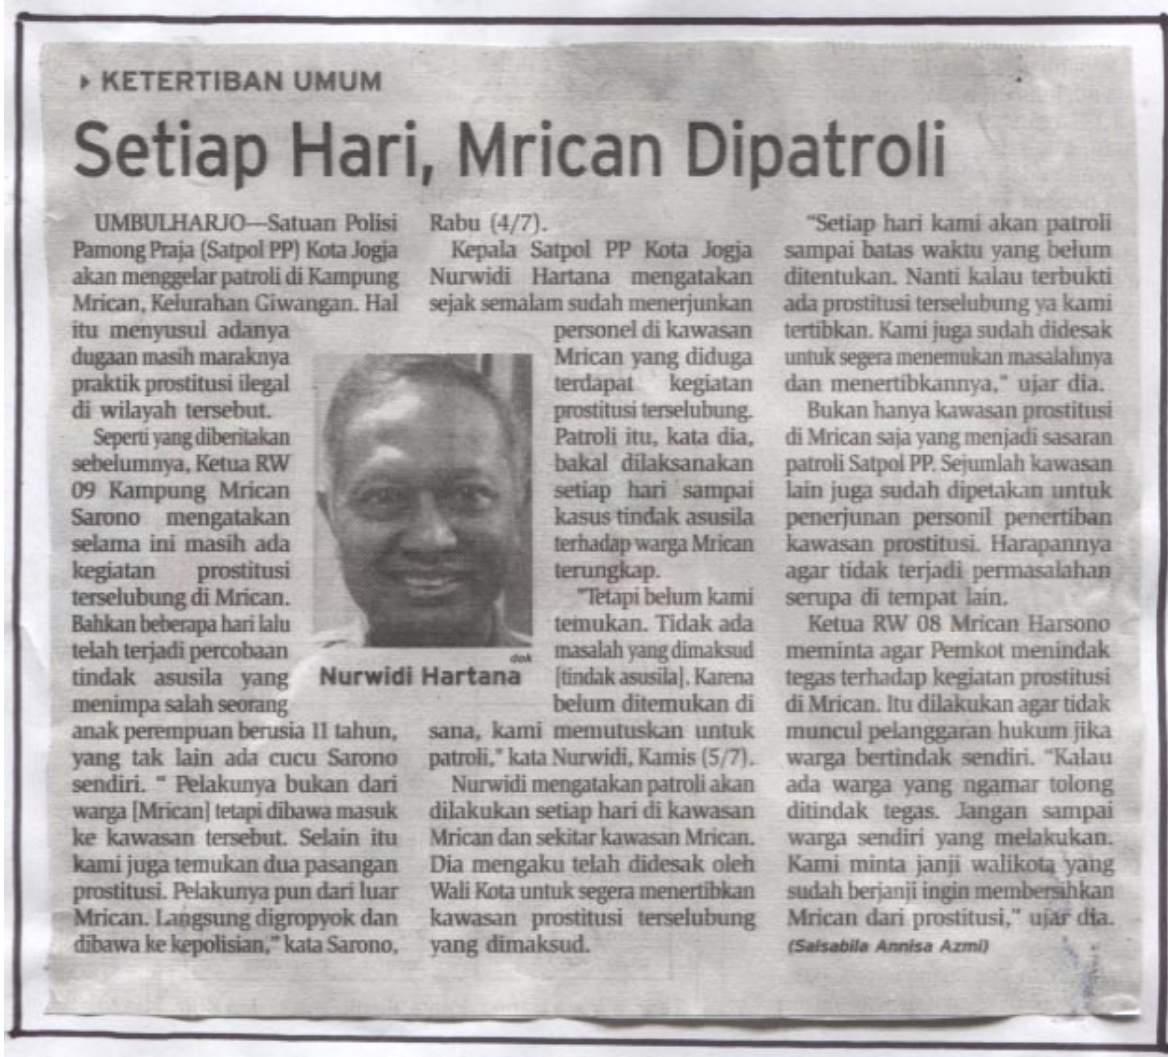 KETERTIBAN UMUM
Setiap Hari, Mrican Dipatroli
UMBULHARJO—Satuan Polisi
Pamong Praja (Satpol PP) Kota Jogja
akan menggelar patroli di Kampung
Mrican, Kelurahan Giwangan. Hal
itu menyusul adanya
dugaan masih maraknya
praktik prostitusi ilegal
di wilayah tersebut.
Seperti yang diberitakan
sebelumnya, Ketua RW
09 Kampung Mrican
Sarono mengatakan
selama ini masih ada
kegiatan prostitusi
terselubung di Mrican.
Bahkan beberapa hari lalu
telah terjadi percobaan
tindak asusila yang
menimpa salah seorang
anak perempuan berusia 11 tahun,
yang tak lain ada cucu Sarono
sendiri. " Pelakunya bukan dari
warga [Mrican] tetapi dibawa masuk
ke kawasan tersebut. Selain itu
kami juga temukan dua pasangan
prostitusi. Pelakunya pun dari luar
Mrican. Langsung digropyok dan
dibawa ke kepolisian," kata Sarono,
Rabu (4/7).
Kepala Satpol PP Kota Jogja
Nurwidi Hartana mengatakan
sejak semalam sudah menerjunkan
personel di kawasan
Mrican yang diduga
terdapat kegiatan
prostitusi terselubung.
Patroli itu, kata dia,
bakal dilaksanakan
setiap hari sampai
kasus tindak asusila
terhadap warga Mrican
terungkap.
"Tetapi belum kami
temukan. Tidak ada
masalah yang dimaksud
[tindak asusila]. Karena
belum ditemukan di
sana, kami memutuskan untuk
patroli," kata Nurwidi, Kamis (5/7).
Nurwidi mengatakan patroli akan
dilakukan setiap hari di kawasan
Mrican dan sekitar kawasan Mrican.
Dia mengaku telah didesak oleh
Wali Kota untuk segera menertibkan
kawasan prostitusi terselubung
yang dimaksud.
dok
Nurwidi Hartana
"Setiap hari kami akan patroli
sampai batas waktu yang belum
ditentukan. Nanti kalau terbukti
ada prostitusi terselubung ya kami
tertibkan. Kami juga sudah didesak
untuk segera menemukan masalahnya
dan menertibkannya," ujar dia.
Bukan hanya kawasan prostitusi
di Mrican saja yang menjadi sasaran
patroli Satpol PP. Sejumlah kawasan
lain juga sudah dipetakan untuk
penerjunan personil penertiban
kawasan prostitusi. Harapannya
agar tidak terjadi permasalahan
serupa di tempat lain.
Ketua RW 08 Mrican Harsono
meminta agar Pemkot menindak
tegas terhadap kegiatan prostitusi
di Mrican. Itu dilakukan agar tidak
muncul pelanggaran hukum jika
warga bertindak sendiri. "Kalau
ada warga yang ngamar tolong
ditindak tegas. Jangan sampai
warga sendiri yang melakukan.
Kami minta janji walikota yang
sudah berjanji ingin membersihkan
Mrican dari prostitusi," ujar dia.
(Salsabila Annisa Azmi)